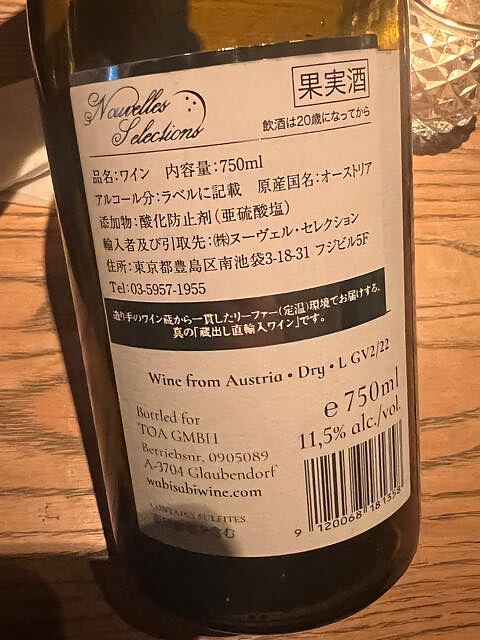 Nouvelles
Selections
果実酒
飲酒は20歳になってから
品名:ワイン 内容量:750ml
アルコール分:ラベルに記載 原産国名:オーストリア
添加物:酸化防止剤(亜硫酸塩)
輸入者及び引取先:㈱ヌーヴェル・セレクション
住所:東京都豊島区南池袋3-18-31 フジビル5F
Tel:03-5957-1955
造り手のワイン蔵から一貫したリーファー(定温)環境でお届けする、
真の「蔵出し直輸入ワイン」です。
Wine from Austria • Dry • L GV2/22
e 750ml
11,5% alc./vol.
Bottled for
TOA GMBH
Betriebsnr. 0905089
A-3704 Glaubendorf
wabisabiwine.com
CONTAINS SULFITES
9 120068 181358